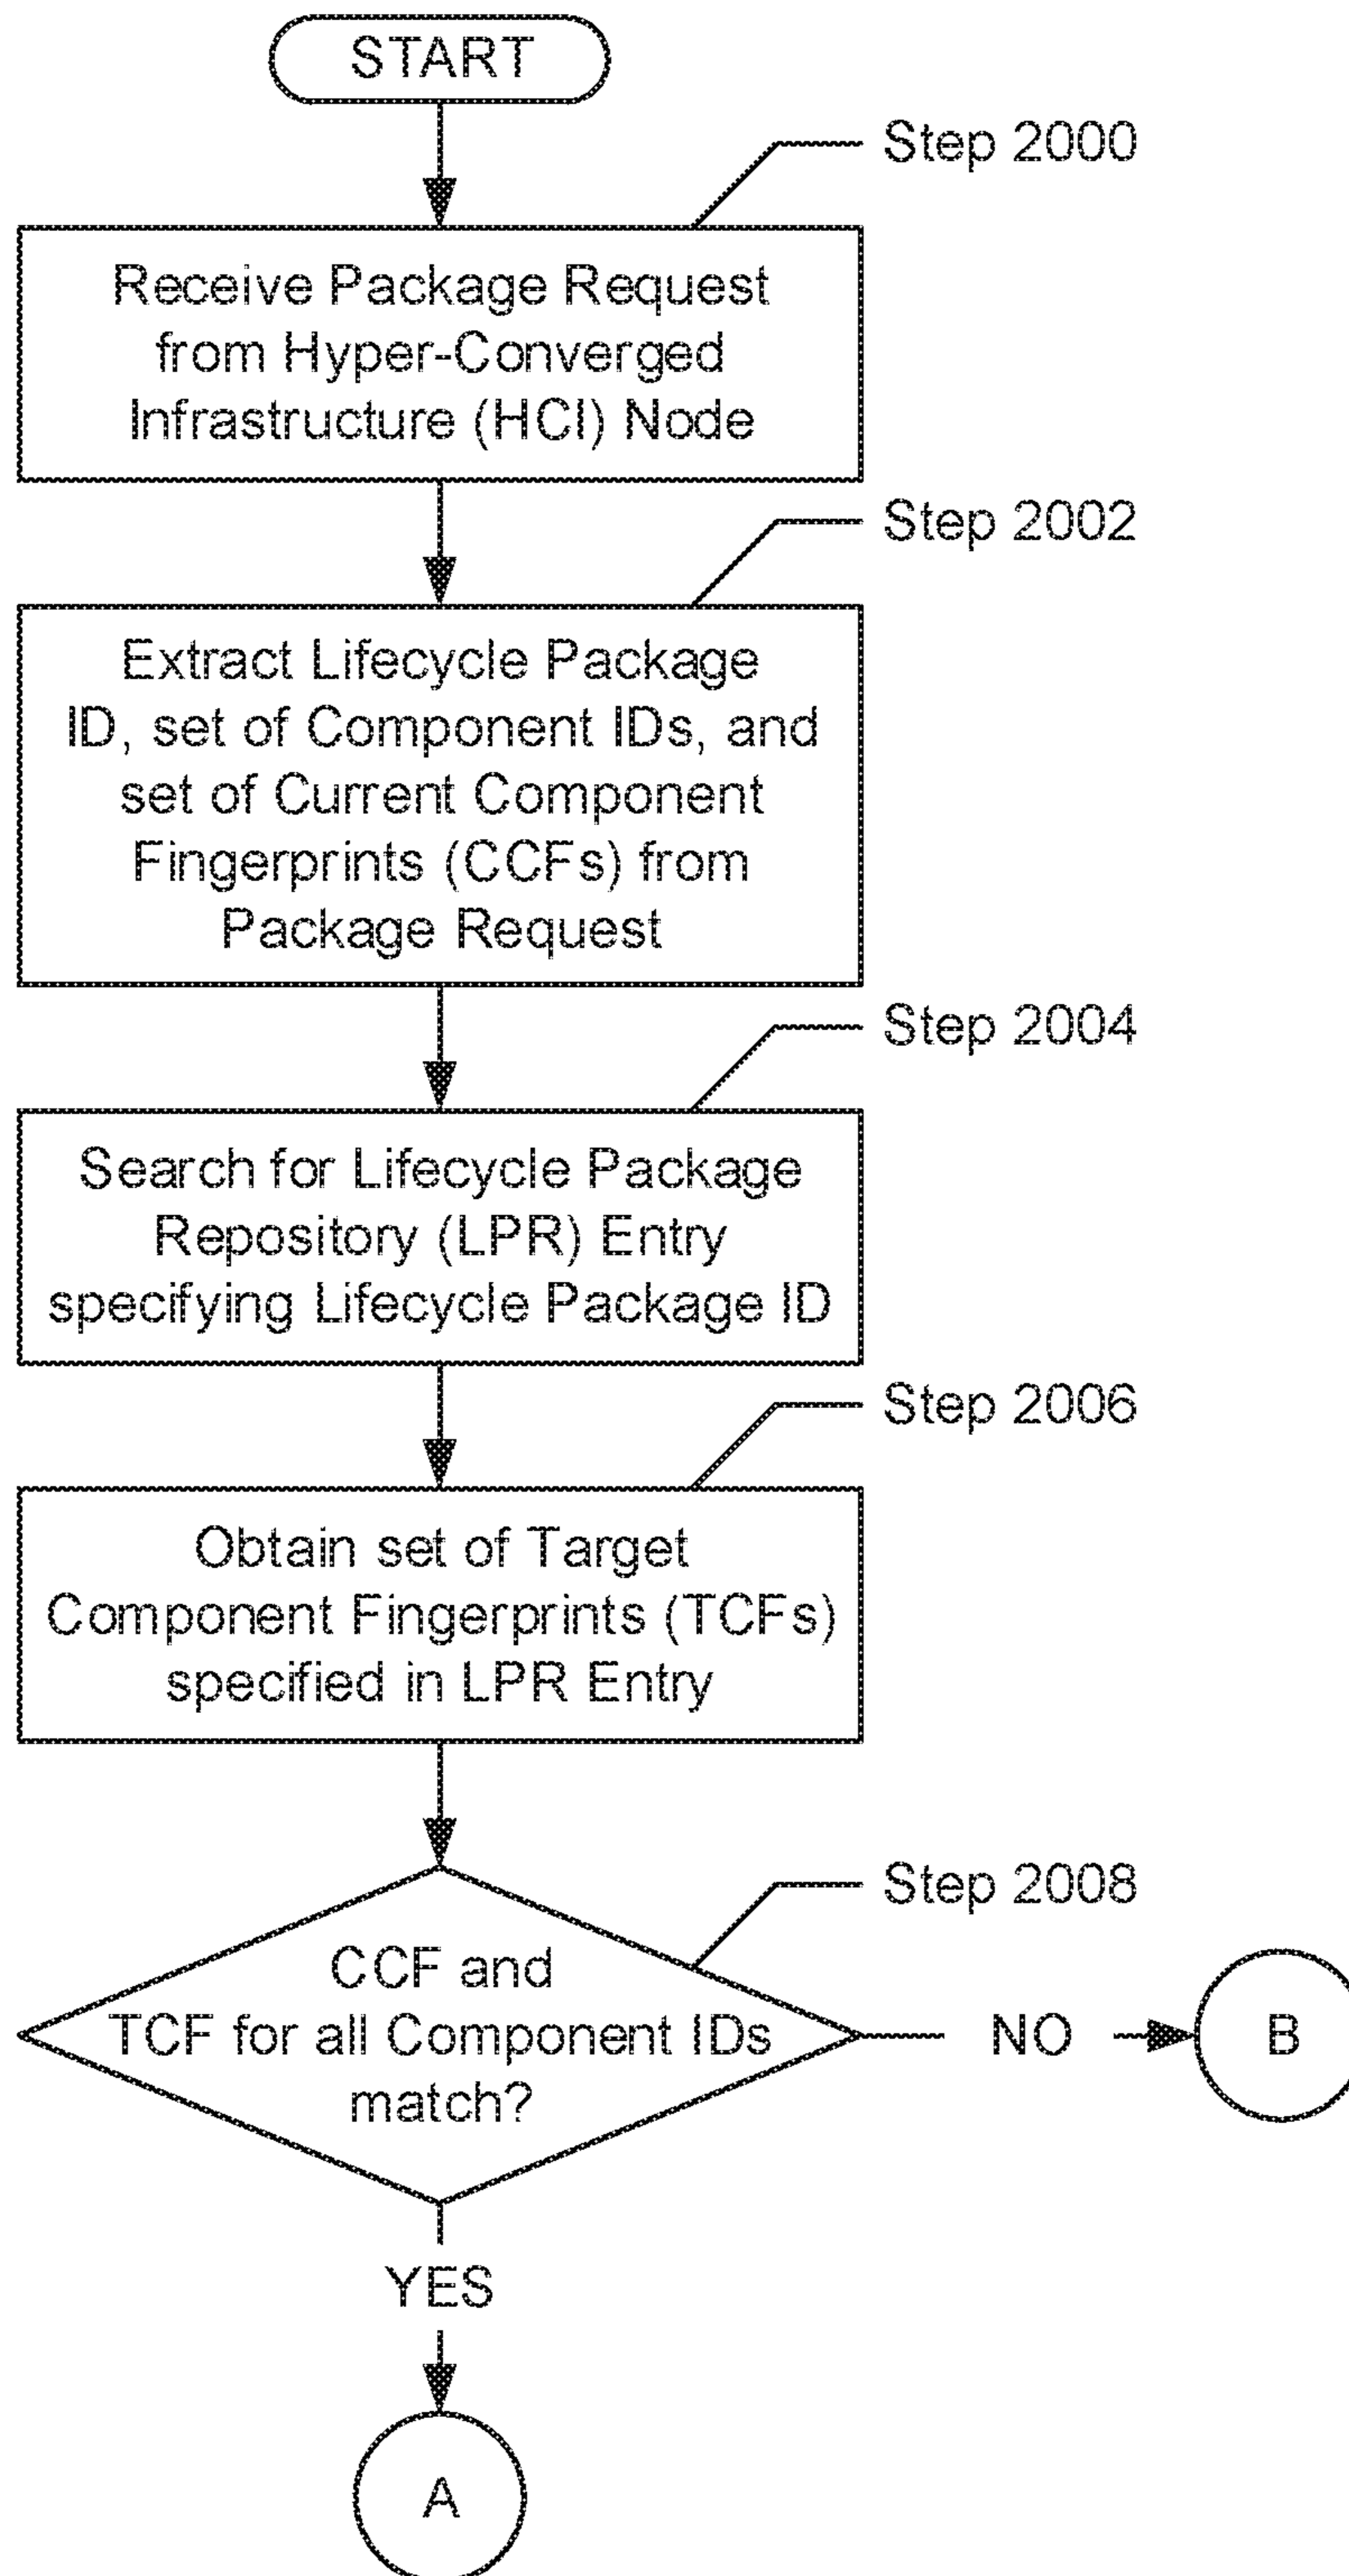 START
Step 2000
Receive Package Request
from Hyper-Converged
Infrastructure (HCI) Node
Step 2002
Extract Lifecycle Package
ID, set of Component IDs, and
set of Current Component
Fingerprints (CCFs) from
Package Request
Step 2004
Search for Lifecycle Package
Repository (LPR) Entry
specifying Lifecycle Package ID
Step 2006
Obtain set of Target
Component Fingerprints (TCFs)
specified in LPR Entry
Step 2008
CCF and
TCF for all Component IDs
match?
NO
B
YES
A